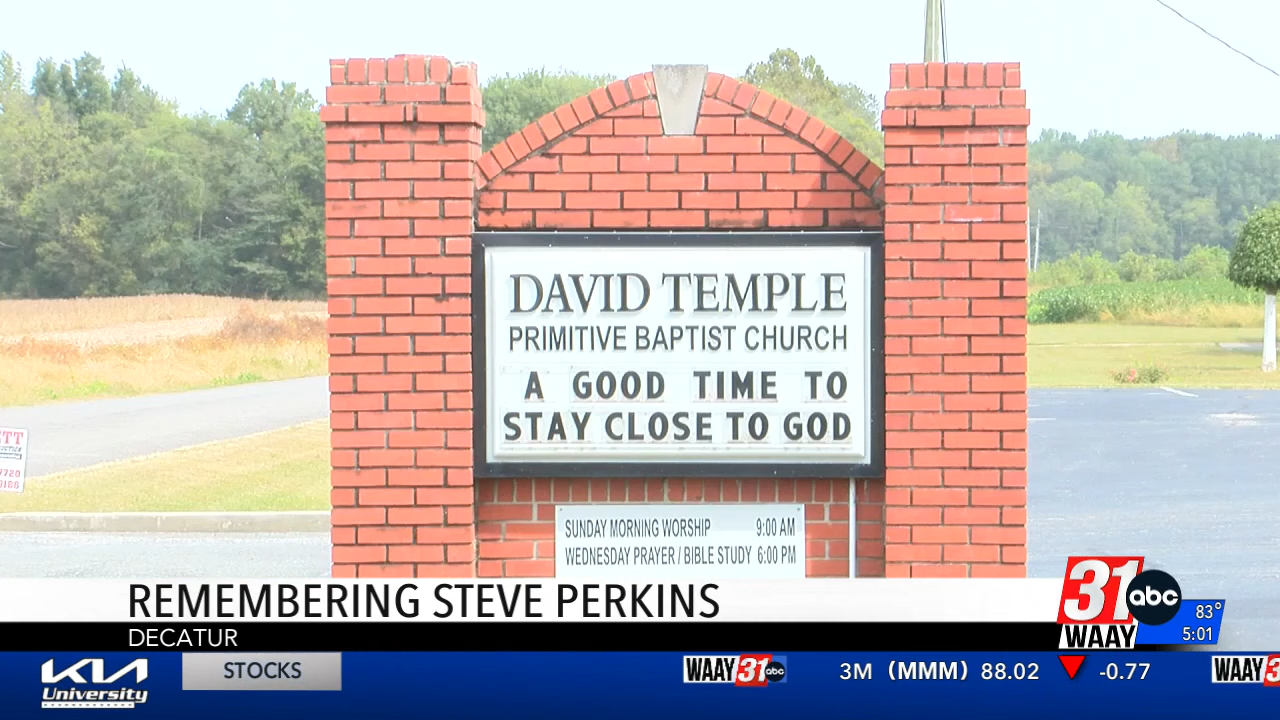 DAVID TEMPLE
PRIMITIVE BAPTIST CHURCH
A GOOD TIME TO
STAY CLOSE TO GOD
SUNDAY MORNING WORSHIP 9:00 AM
WEDNESDAY PRAYER / BIBLE STUDY 6:00 PM
REMEMBERING STEVE PERKINS
DECATUR
31 abc
WAAY
83°
5:01
KIA
University
STOCKS
WAAY 31 abc
3M (MMM) 88.02 -0.77
WAAY 3